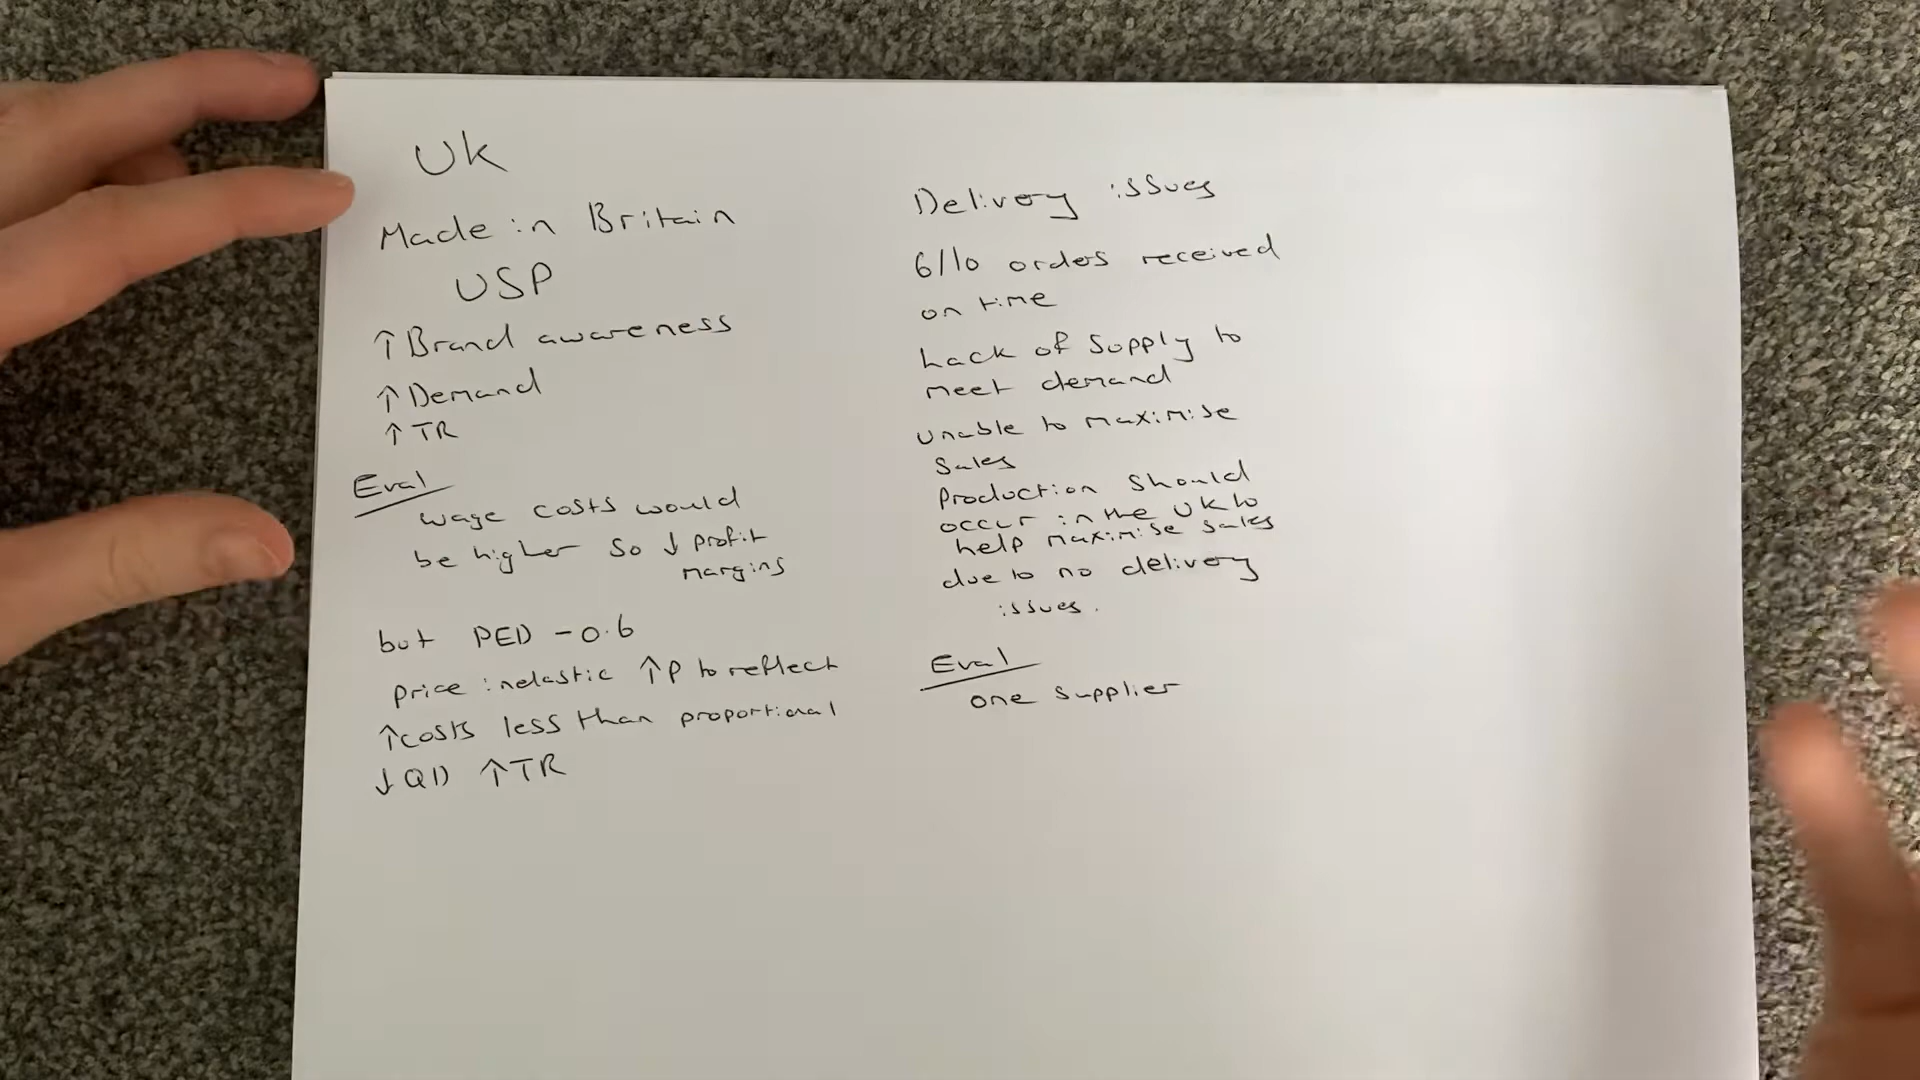 Uk
Made in Britain
USP
↑ Brand awareness
↑ Demand
↑ TR
Eval
wage costs would
be higher so ↓ profit
margins
but PED -0.6
price inelastic ↑P to reflect
↑costs less than proportional
↓ QD ↑TR
Delivery issues
6/10 orders received
on time
Lack of supply to
meet demand
unable to maximise
sales
production should
occur in the UK to
help maximise sales
due to no delivery
issues.
Eval
one supplier